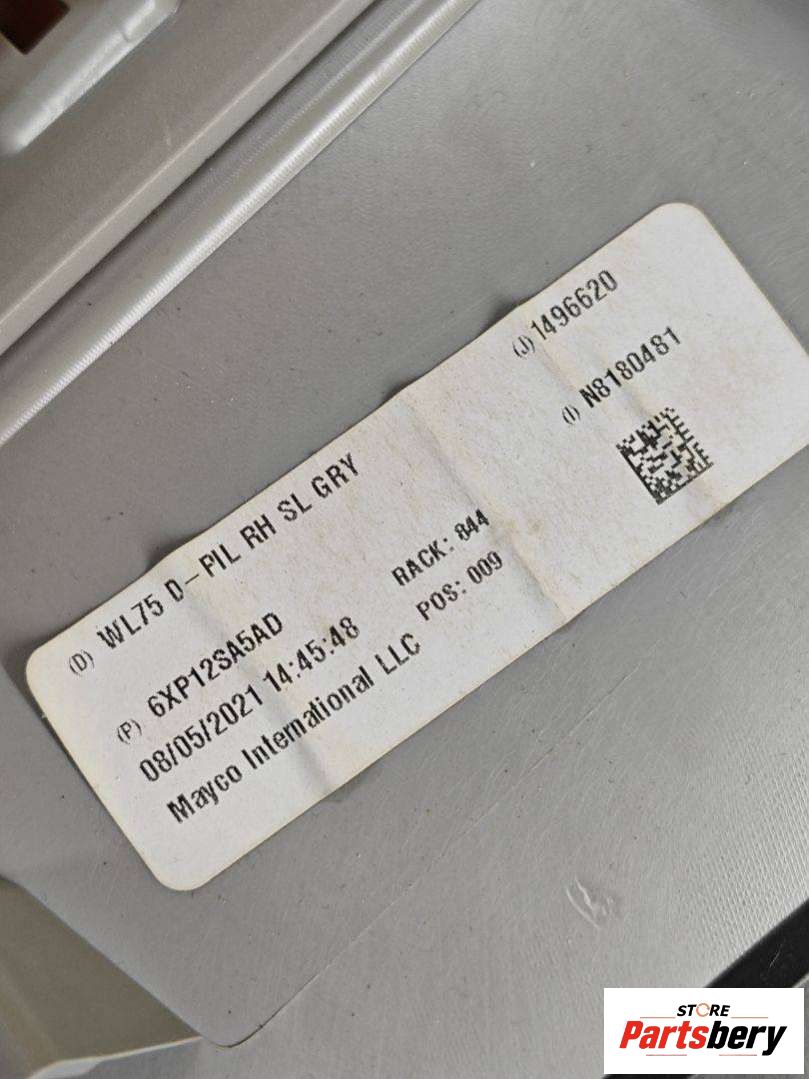 (J) 1496620
(I) N8180481
(D) WL75 D-PIL RH SL GRY
(P) 6XP12SA5AD
RACK: 844
08/05/2021 14:45:48
POS: 009
Mayco International LLC
STORE
Partsbery